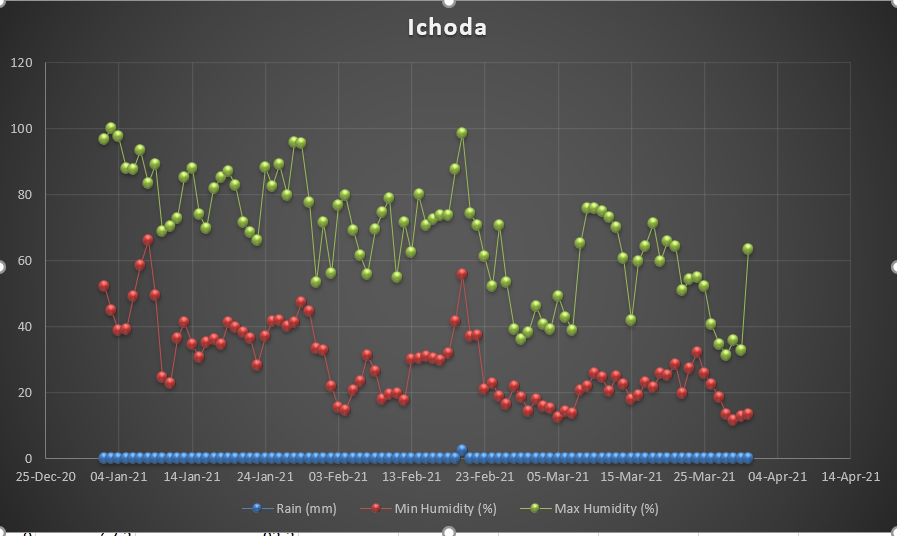 Ichoda
120
100
80
60
40
20
0
25-Dec-20 04-Jan-21 14-Jan-21 24-Jan-21 03-Feb-21 13-Feb-21 23-Feb-21 05-Mar-21 15-Mar-21 25-Mar-21 04-Apr-21 14-Apr-21
Rain (mm) Min Humidity (%) Max Humidity (%)